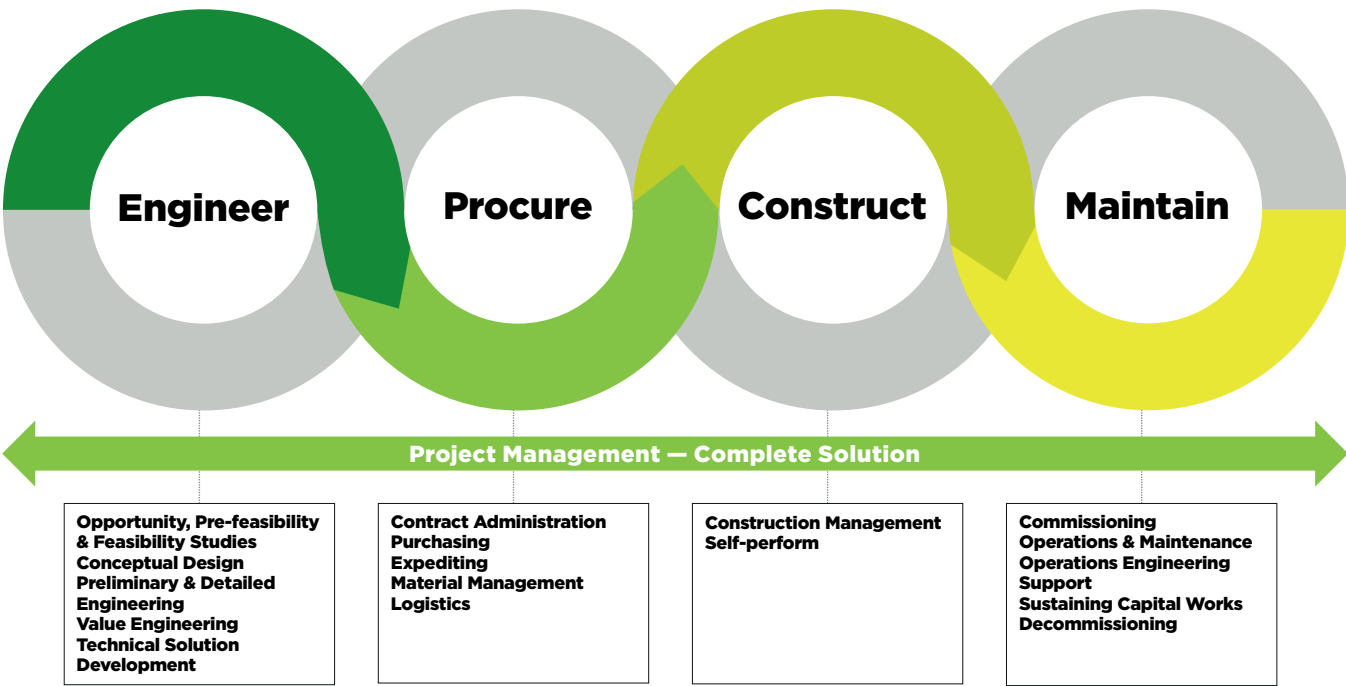 Engineer
Procure
Construct
Maintain
Project Management — Complete Solution
Opportunity, Pre-feasibility
& Feasibility Studies
Conceptual Design
Preliminary & Detailed
Engineering
Value Engineering
Technical Solution
Development
Contract Administration
Purchasing
Expediting
Material Management
Logistics
Construction Management
Self-perform
Commissioning
Operations & Maintenance
Operations Engineering
Support
Sustaining Capital Works
Decommissioning